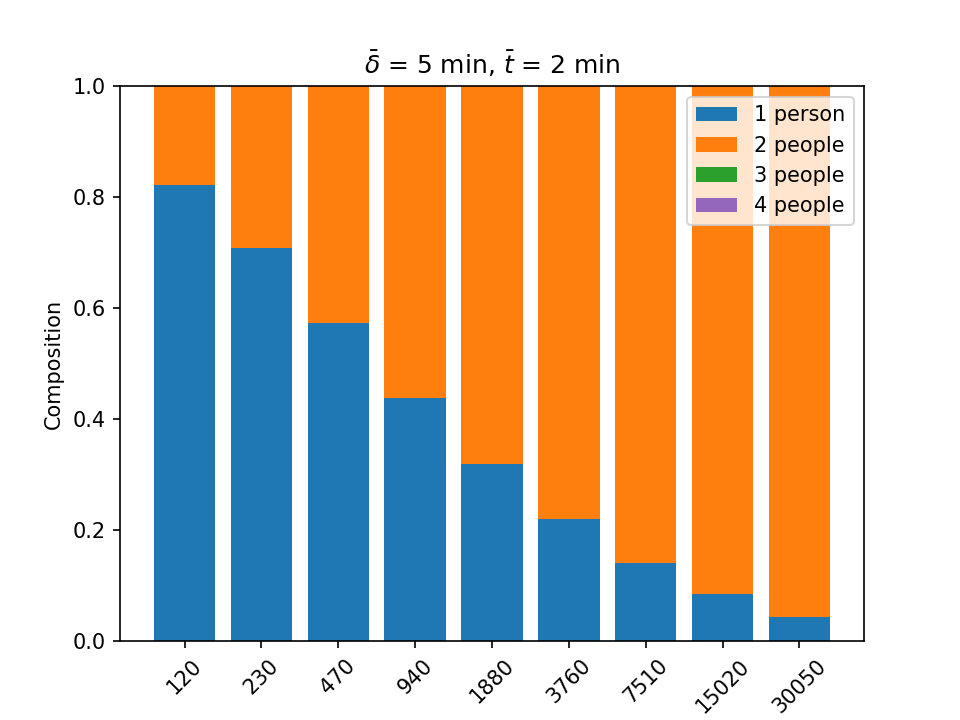 δ̄ = 5 min, t̄ = 2 min
1.0
0.8
0.6
0.4
0.2
0.0
Composition
1 person
2 people
3 people
4 people
120
230
470
940
1880
3760
7510
15020
30050